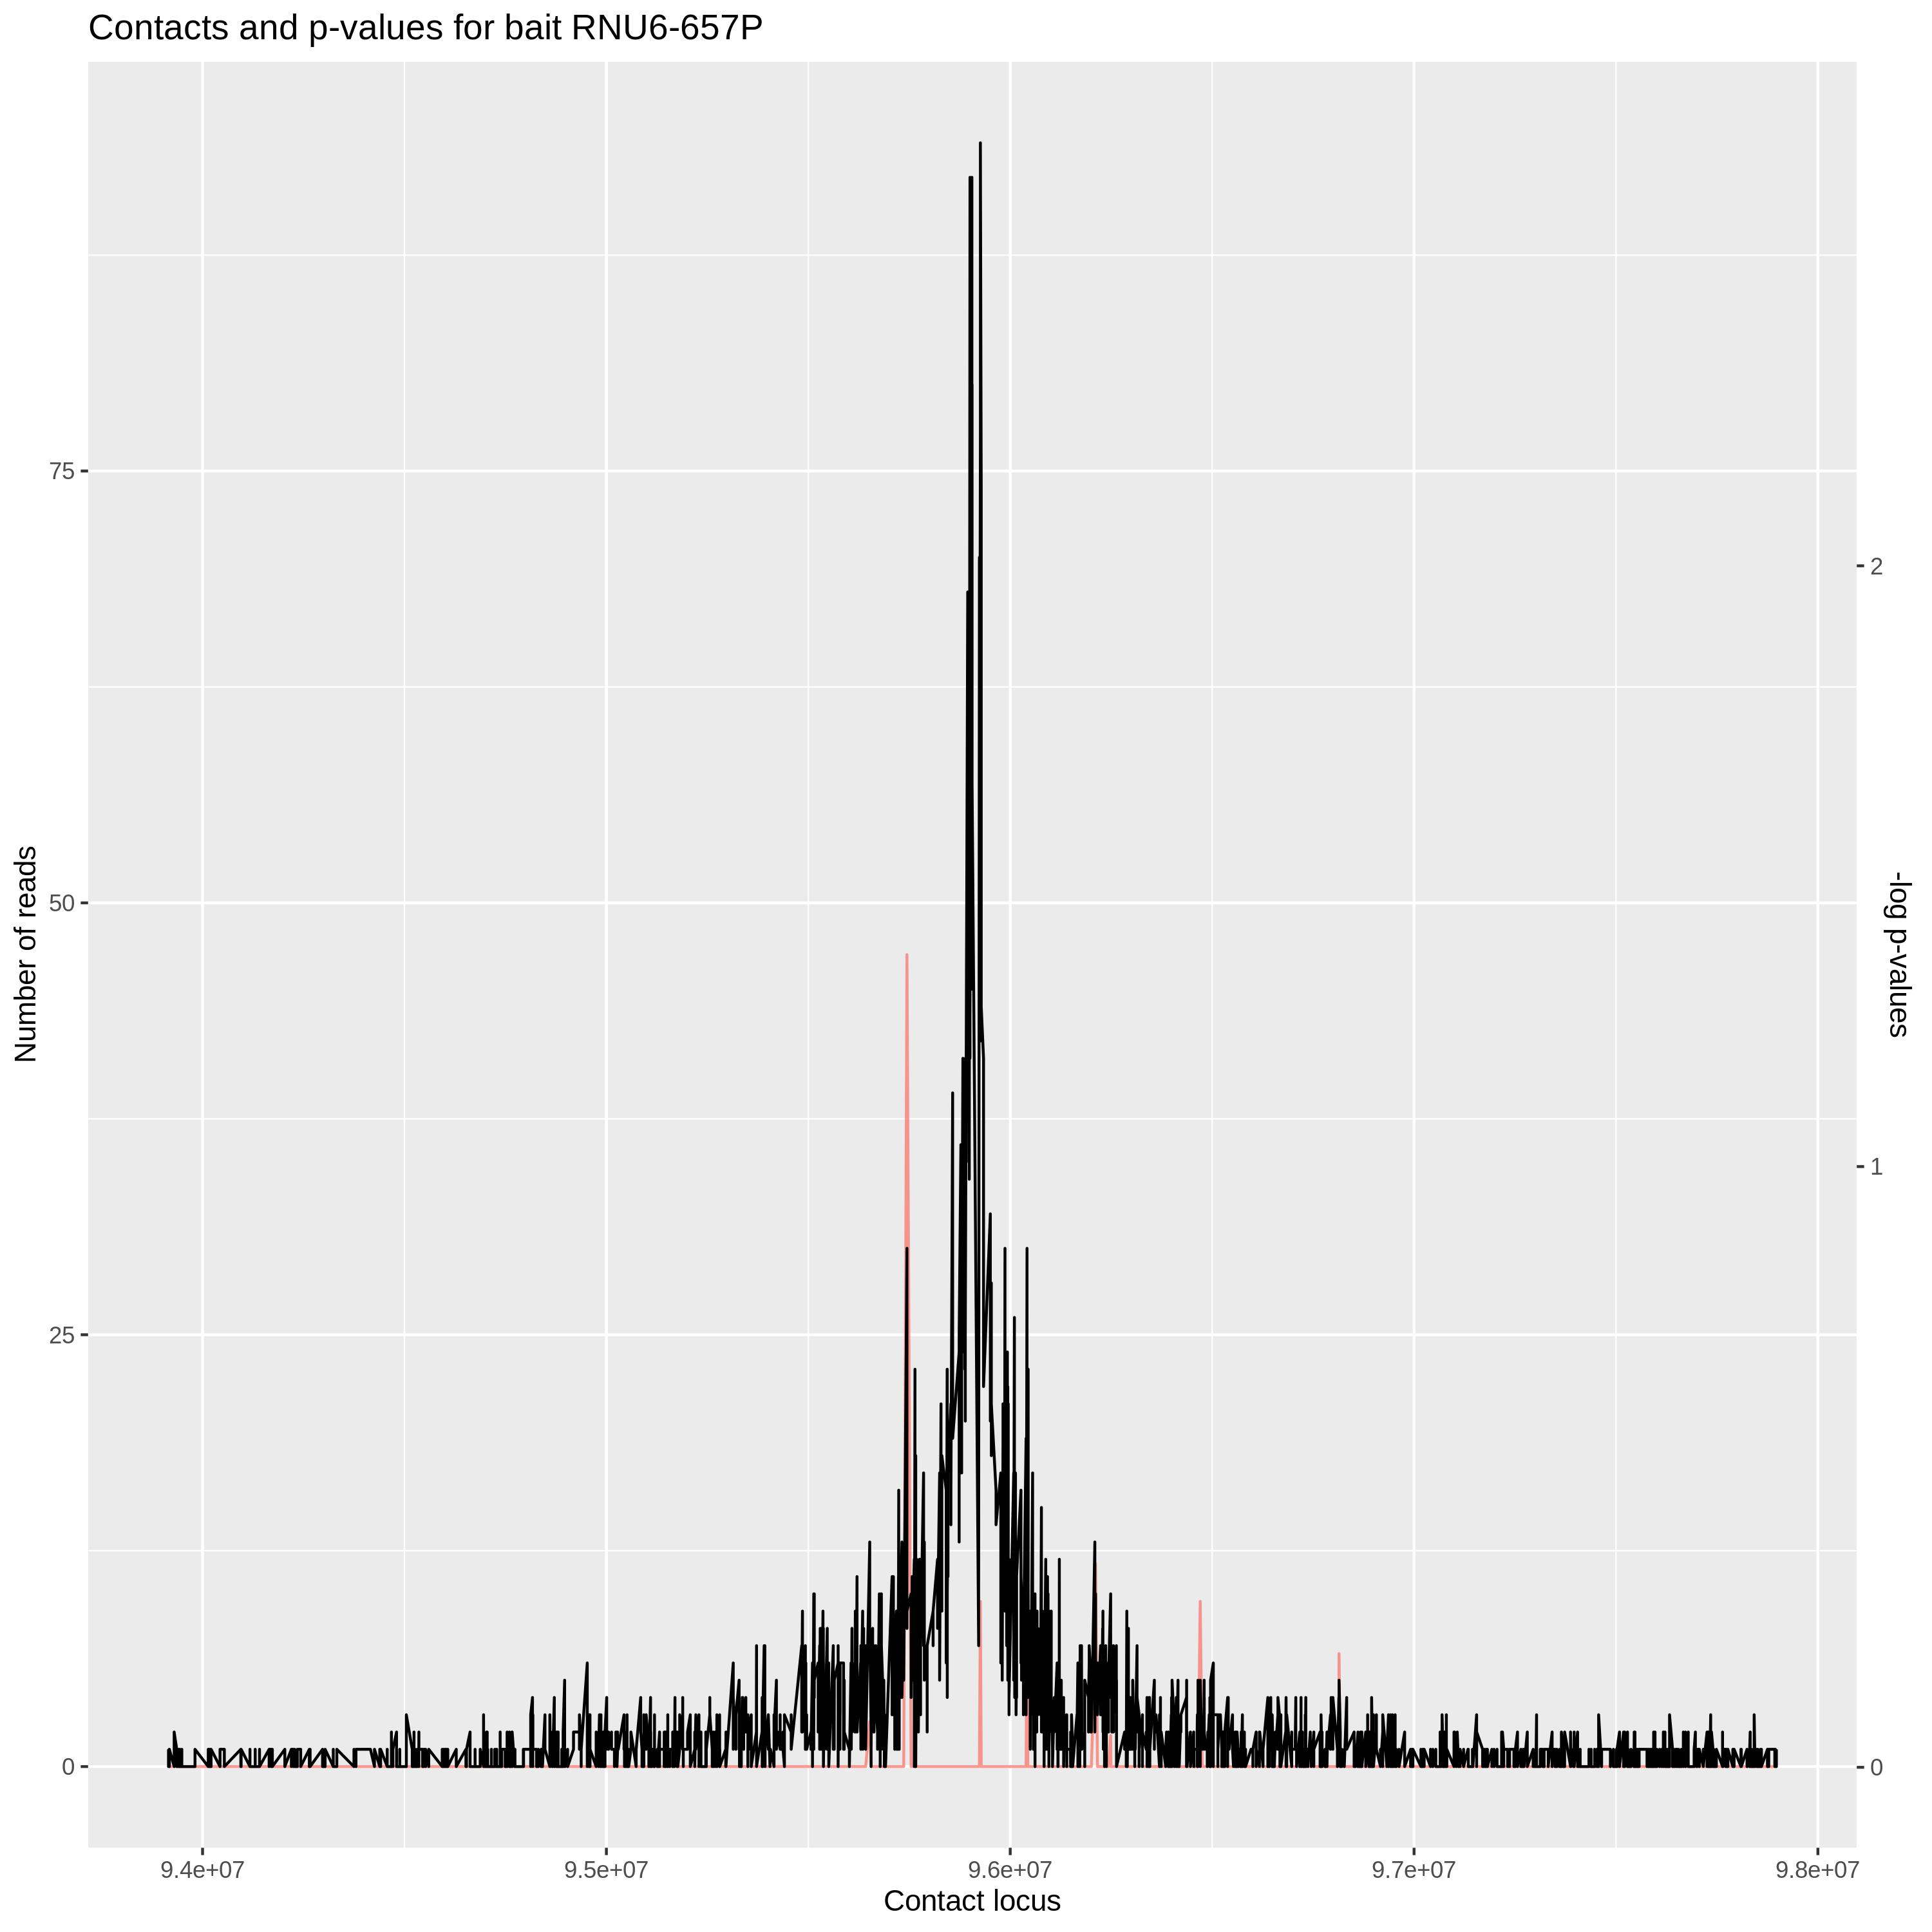 Contacts and p-values for bait RNU6-657P
75
50
25
0
2
1
0
Number of reads
-log p-values
9.4e+07 9.5e+07 9.6e+07 9.7e+07 9.8e+07
Contact locus